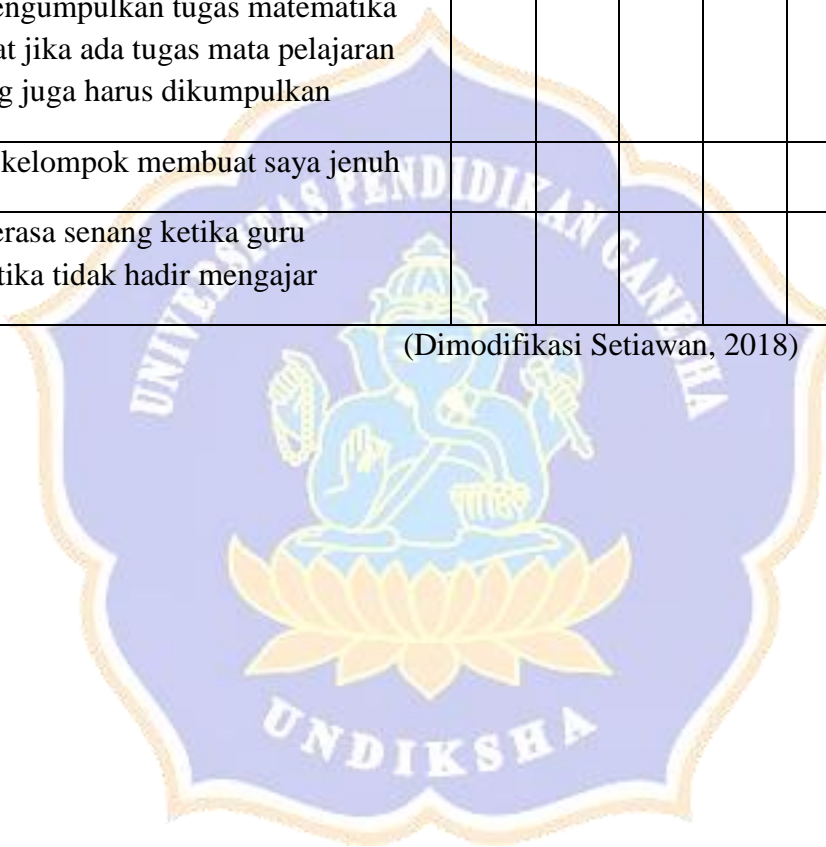 engumpulkan tugas matematika
at jika ada tugas mata pelajaran
g juga harus dikumpulkan
kelompok membuat saya jenuh
erasa senang ketika guru
tika tidak hadir mengajar
(Dimodifikasi Setiawan, 2018)
UNIVERSITAS PENDIDIKAN GANESHA
UNDIKSHA